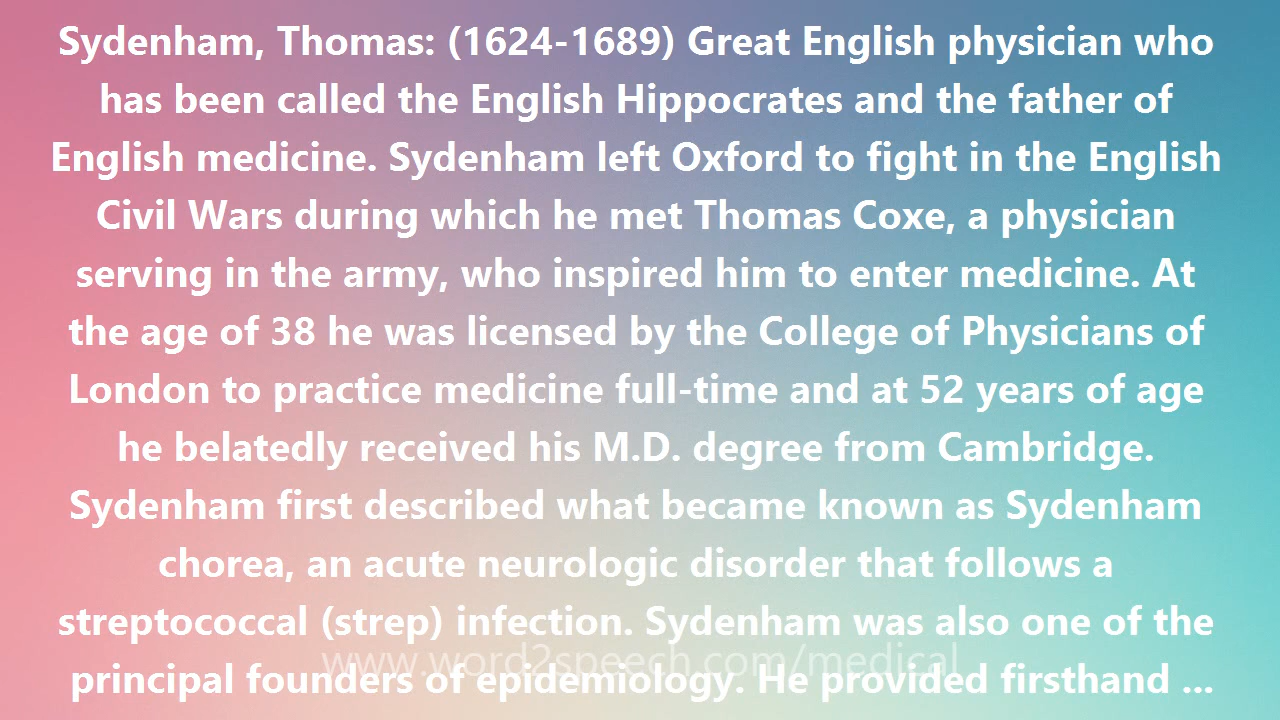 Sydenham, Thomas: (1624-1689) Great English physician who
has been called the English Hippocrates and the father of
English medicine. Sydenham left Oxford to fight in the English
Civil Wars during which he met Thomas Coxe, a physician
serving in the army, who inspired him to enter medicine. At
the age of 38 he was licensed by the College of Physicians of
London to practice medicine full-time and at 52 years of age
he belatedly received his M.D. degree from Cambridge.
Sydenham first described what became known as Sydenham
chorea, an acute neurologic disorder that follows a
streptococcal (strep) infection. Sydenham was also one of the
www.word2speech.com/medical
principal founders of epidemiology. He provided firsthand ...